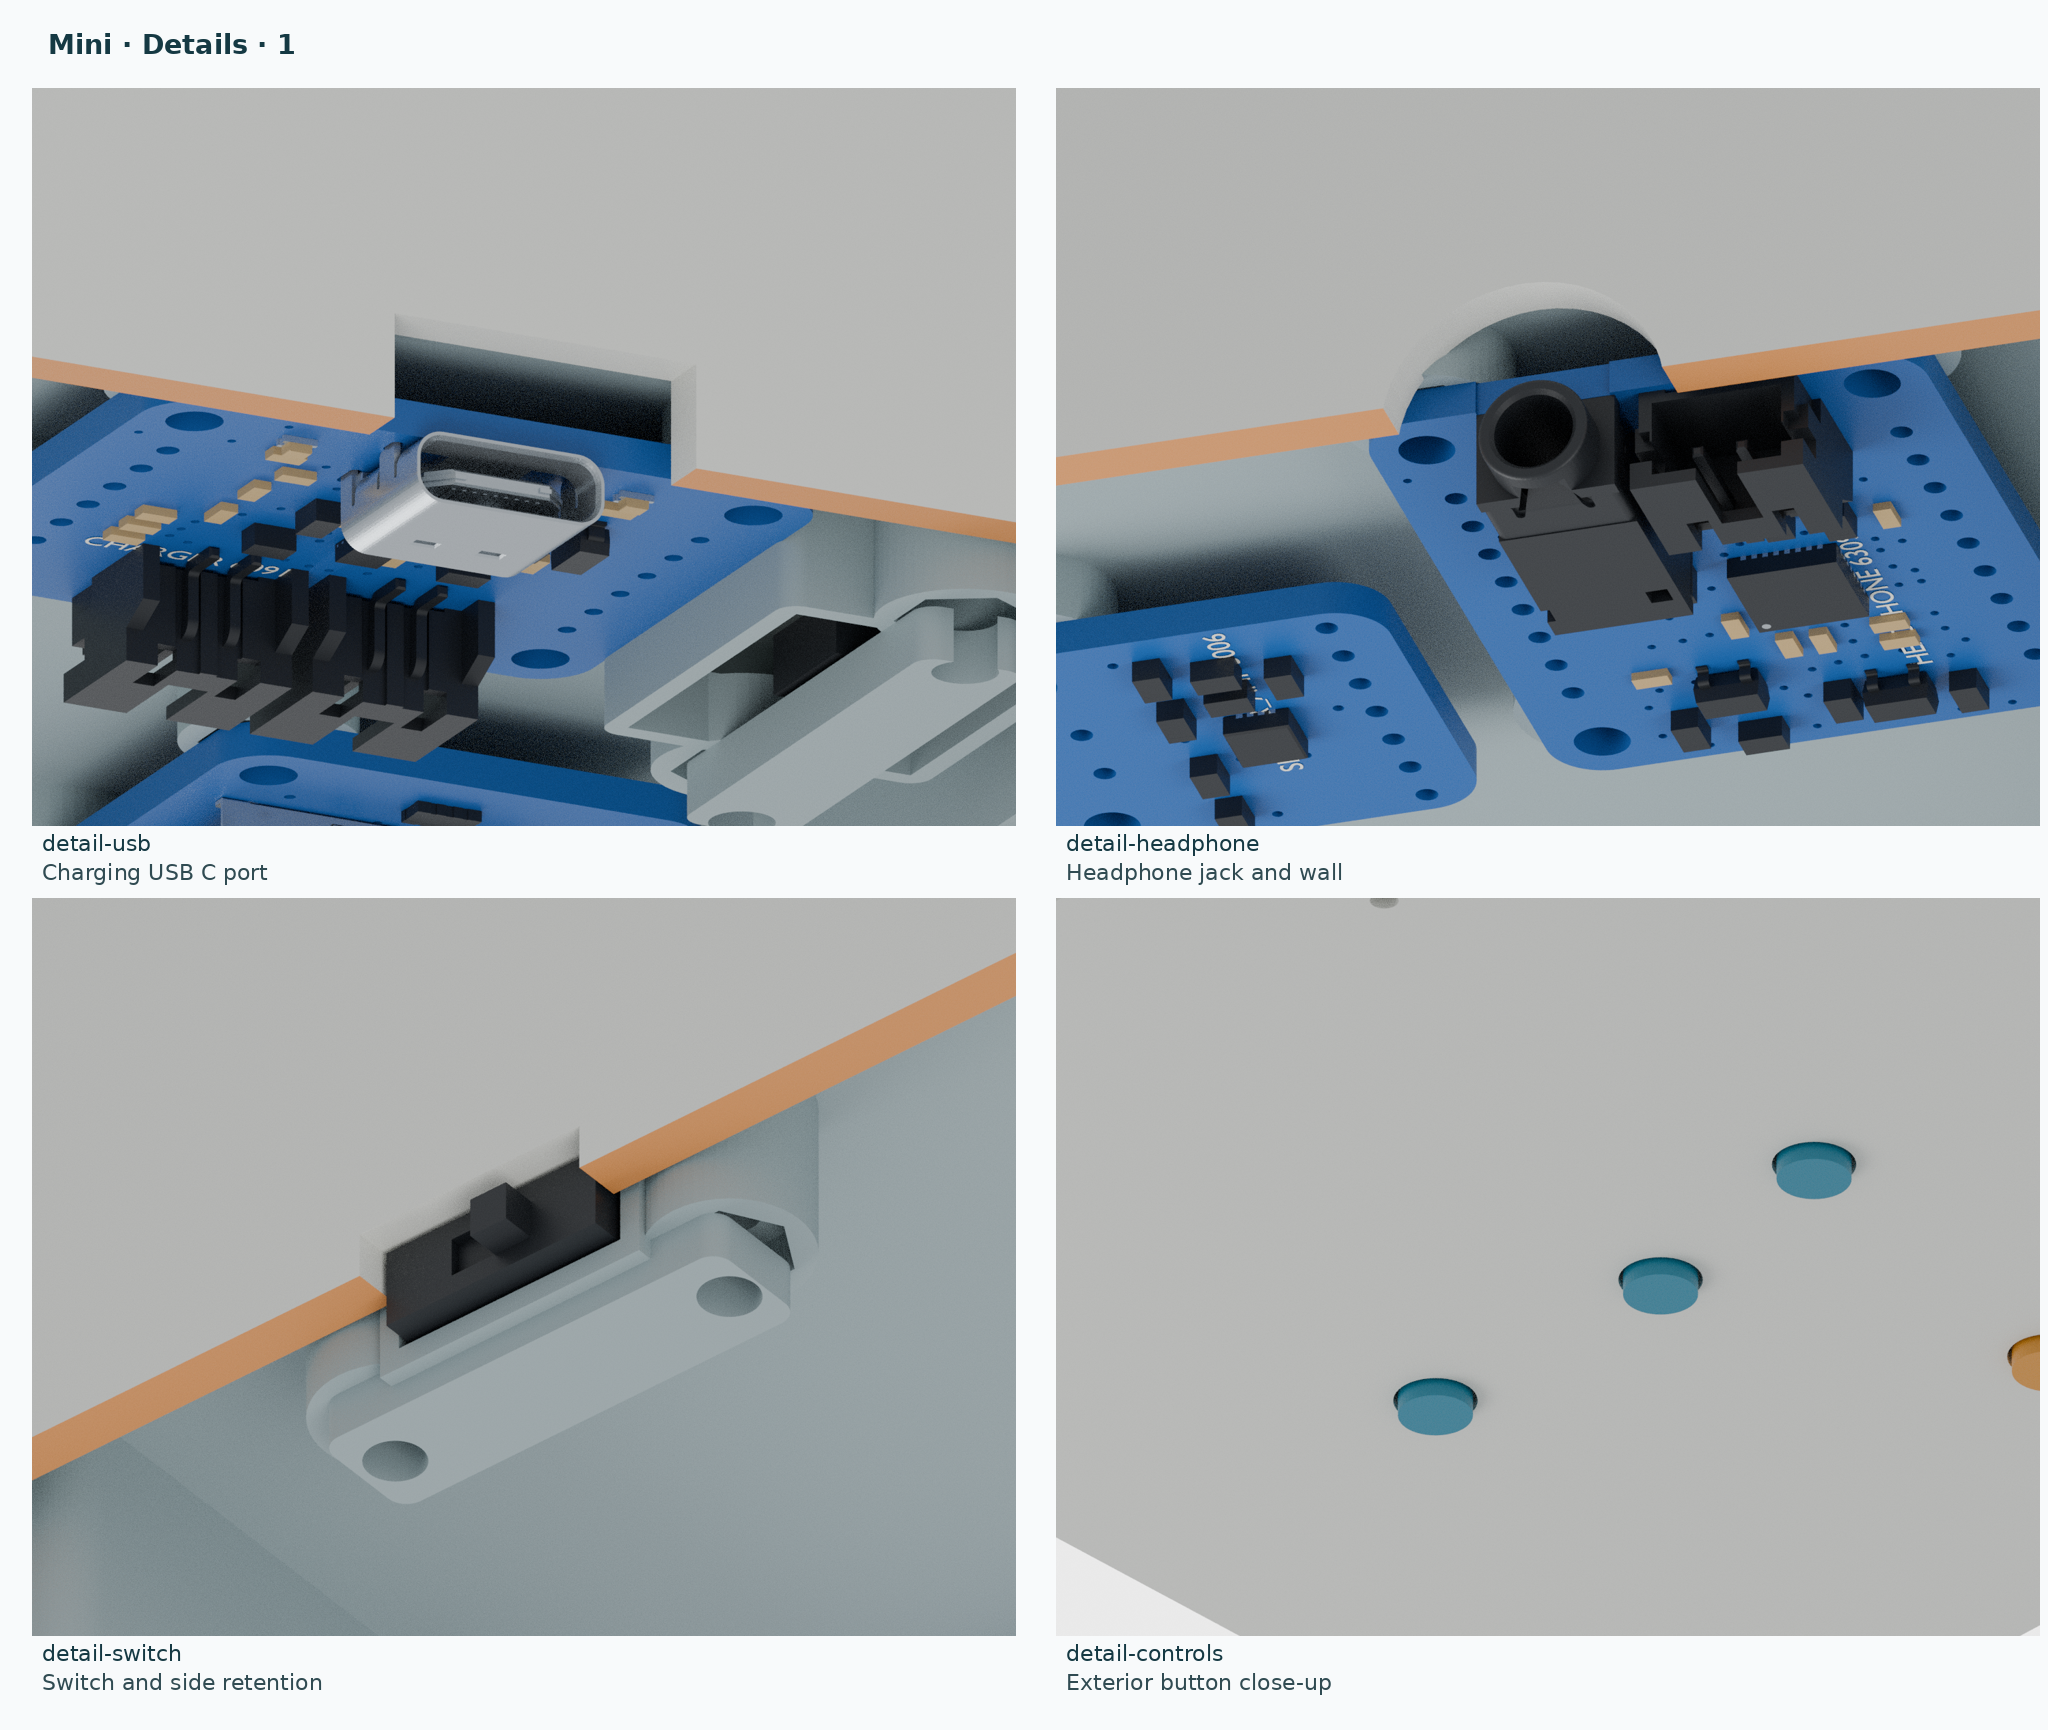 Mini · Details · 1
detail-usb
Charging USB C port
detail-headphone
Headphone jack and wall
detail-switch
Switch and side retention
detail-controls
Exterior button close-up